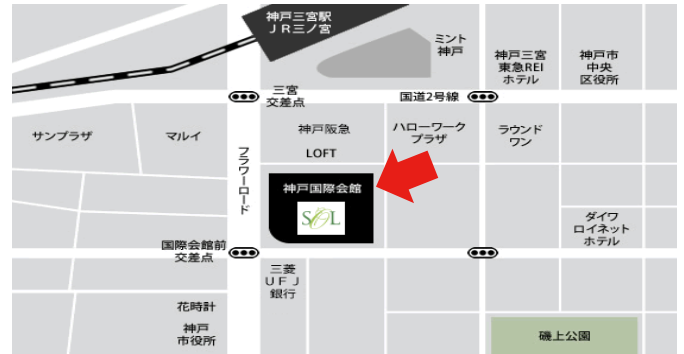 神戸三宮駅
ＪＲ三ノ宮
ミント
神戸
神戸三宮
東急REI
ホテル
神戸市
中央
区役所
三宮
交差点
国道2号線
サンプラザ
マルイ
フラワーロード
神戸阪急
LOFT
ハローワーク
プラザ
ラウンド
ワン
神戸国際会館
SOL
ダイワ
ロイネット
ホテル
国際会館前
交差点
三菱
ＵＦＪ
銀行
花時計
神戸
市役所
磯上公園